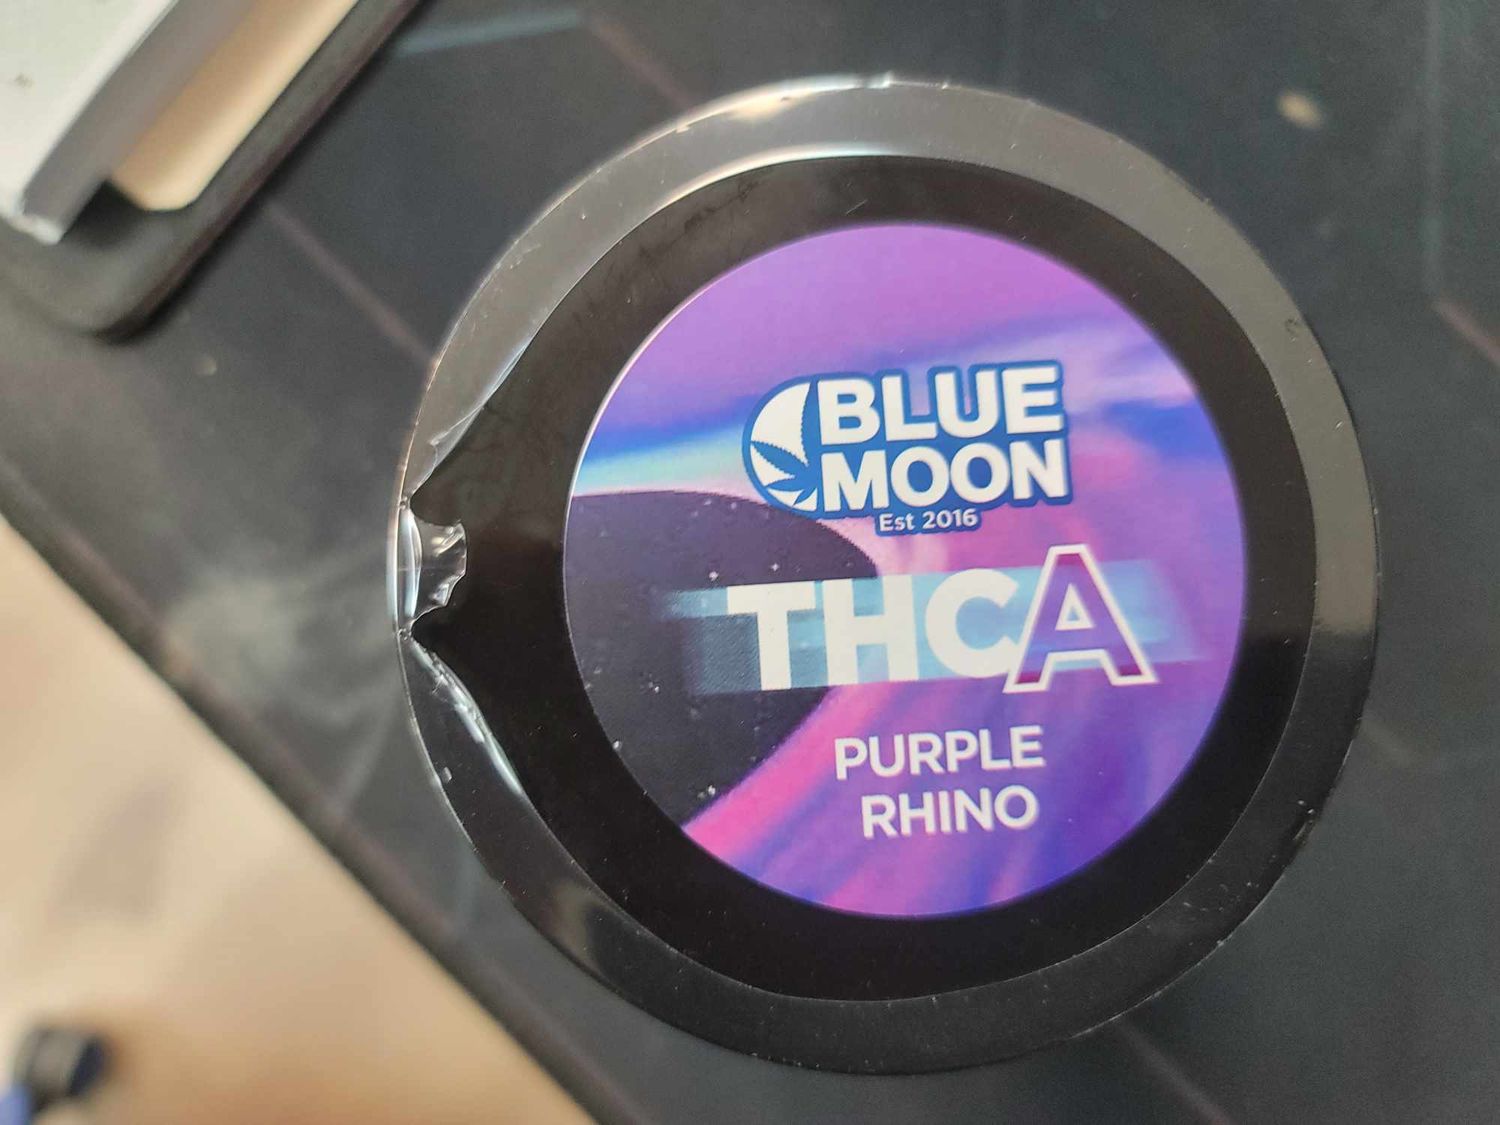 BLUE
MOON
Est 2016
THCA
PURPLE
RHINO